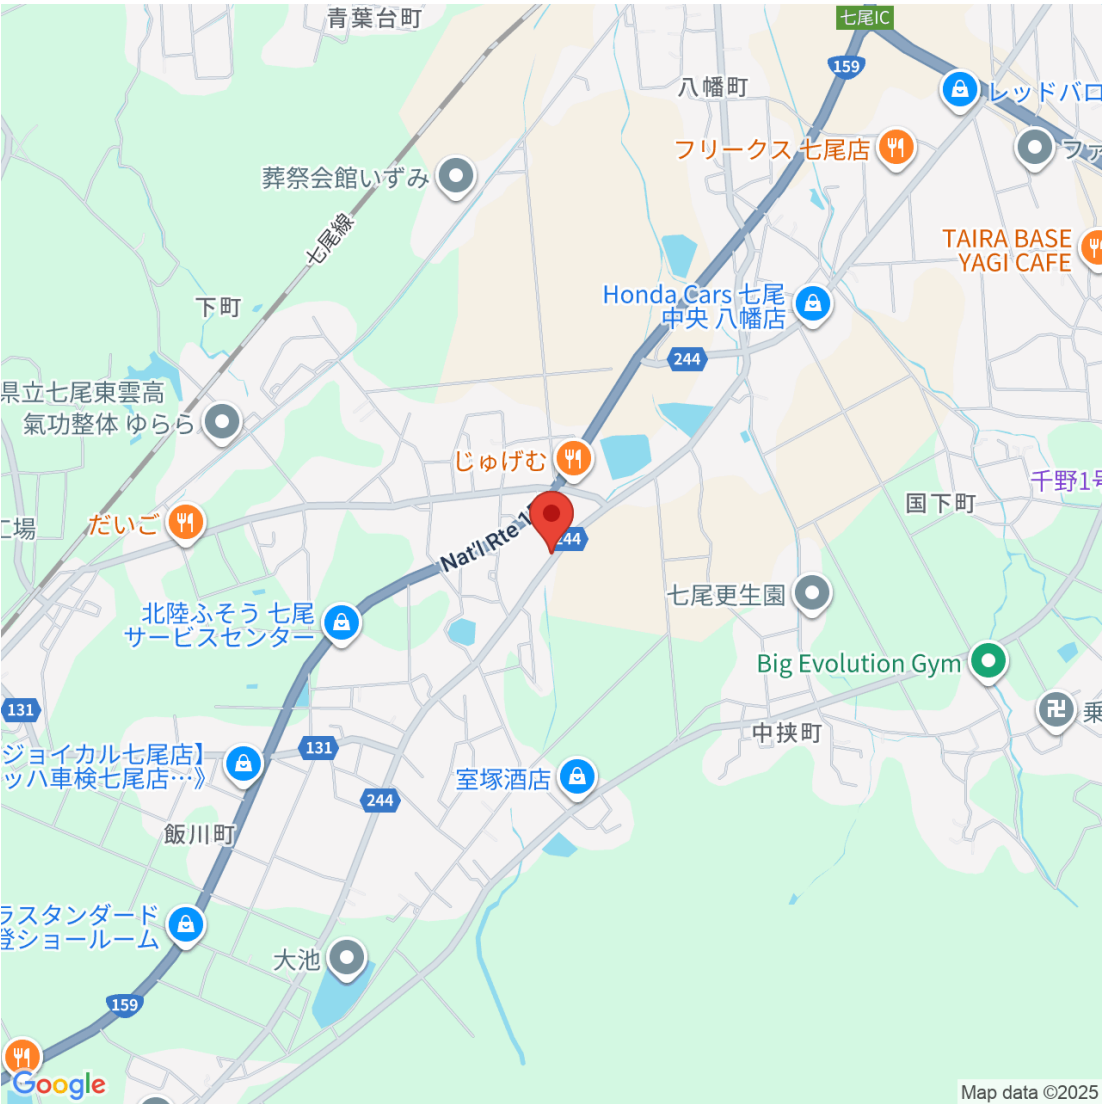 青葉台町
七尾IC
159
八幡町
レッドバロ
フリークス 七尾店
ファ
葬祭会館いずみ
七尾線
TAIRA BASE
YAGI CAFE
Honda Cars 七尾
中央 八幡店
下町
244
県立七尾東雲高
氣功整体 ゆらら
じゅげむ
千野1号
国下町
だいご
工場
Nat'l Rte 1
244
七尾更生園
北陸ふそう 七尾
サービスセンター
Big Evolution Gym
131
乗
中挟町
131
ジョイカル七尾店】
ッハ車検七尾店…》
室塚酒店
244
飯川町
ラスタンダード
登ショールーム
大池
159
Google
Map data ©2025